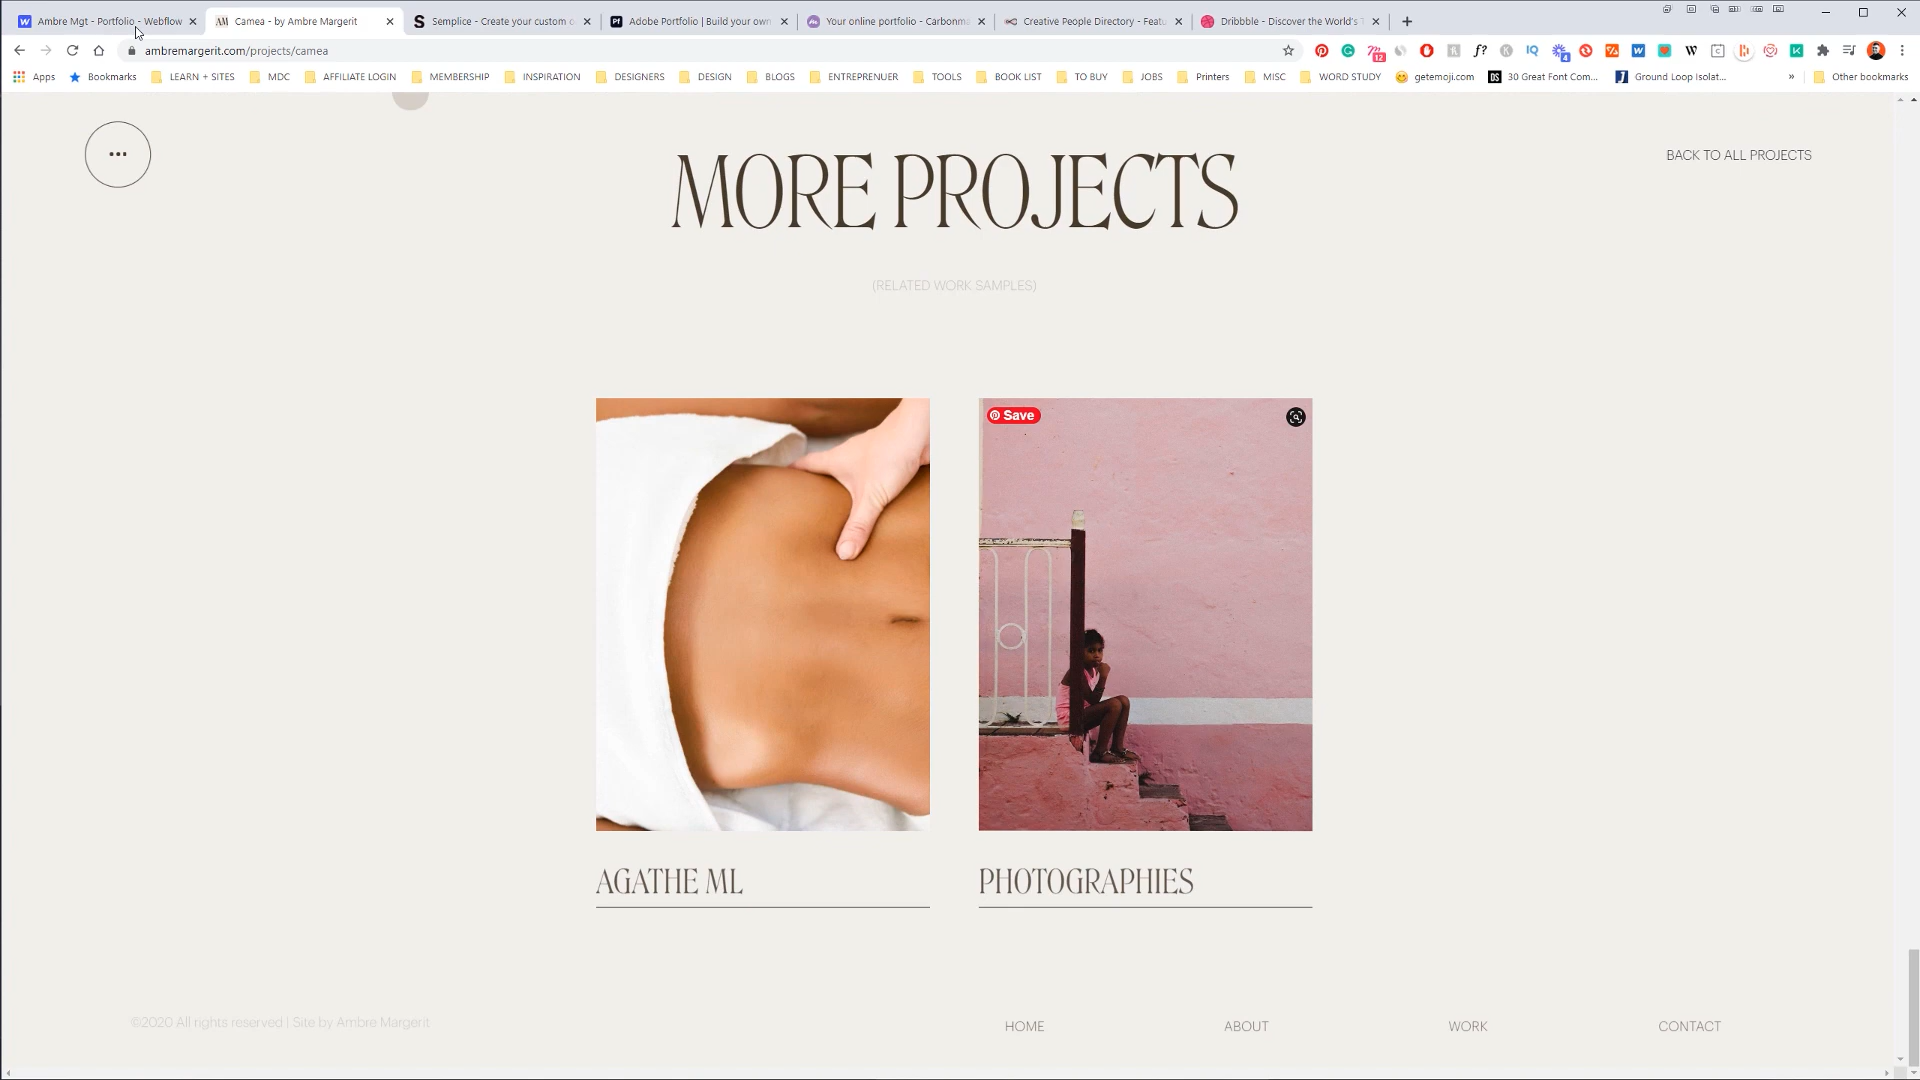 Ambre Mgt - Portfolio - Webflow
Camea - by Ambre Margerit
Semplice - Create your custom o
Adobe Portfolio | Build your own
Your online portfolio - Carbonma
Creative People Directory - Featu
Dribbble - Discover the World's T
ambremargerit.com/projects/camea
Apps
Bookmarks
LEARN + SITES
MDC
AFFILIATE LOGIN
MEMBERSHIP
INSPIRATION
DESIGNERS
DESIGN
BLOGS
ENTREPRENUER
TOOLS
BOOK LIST
TO BUY
JOBS
Printers
MISC
WORD STUDY
getemoji.com
30 Great Font Com...
Ground Loop Isolat...
Other bookmarks
MORE PROJECTS
BACK TO ALL PROJECTS
(RELATED WORK SAMPLES)
Save
AGATHE ML
PHOTOGRAPHIES
©2020 All rights reserved | Site by Ambre Margerit
HOME
ABOUT
WORK
CONTACT